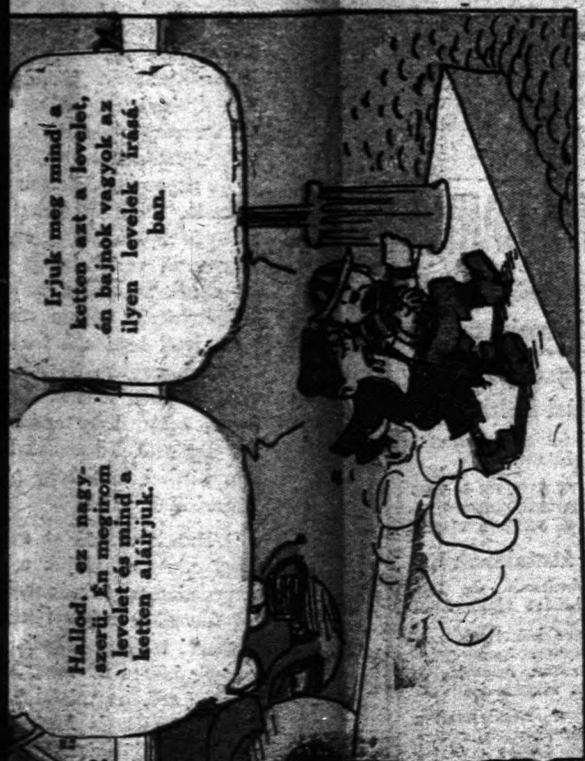 Hallod, ez nagy-
szerű. Én megirom
levelet és mind a
ketten aláirjuk.
Irjuk meg mind a
ketten azt a levelet,
én bajnok vagyok az
ilyen levelek irásá-
ban.